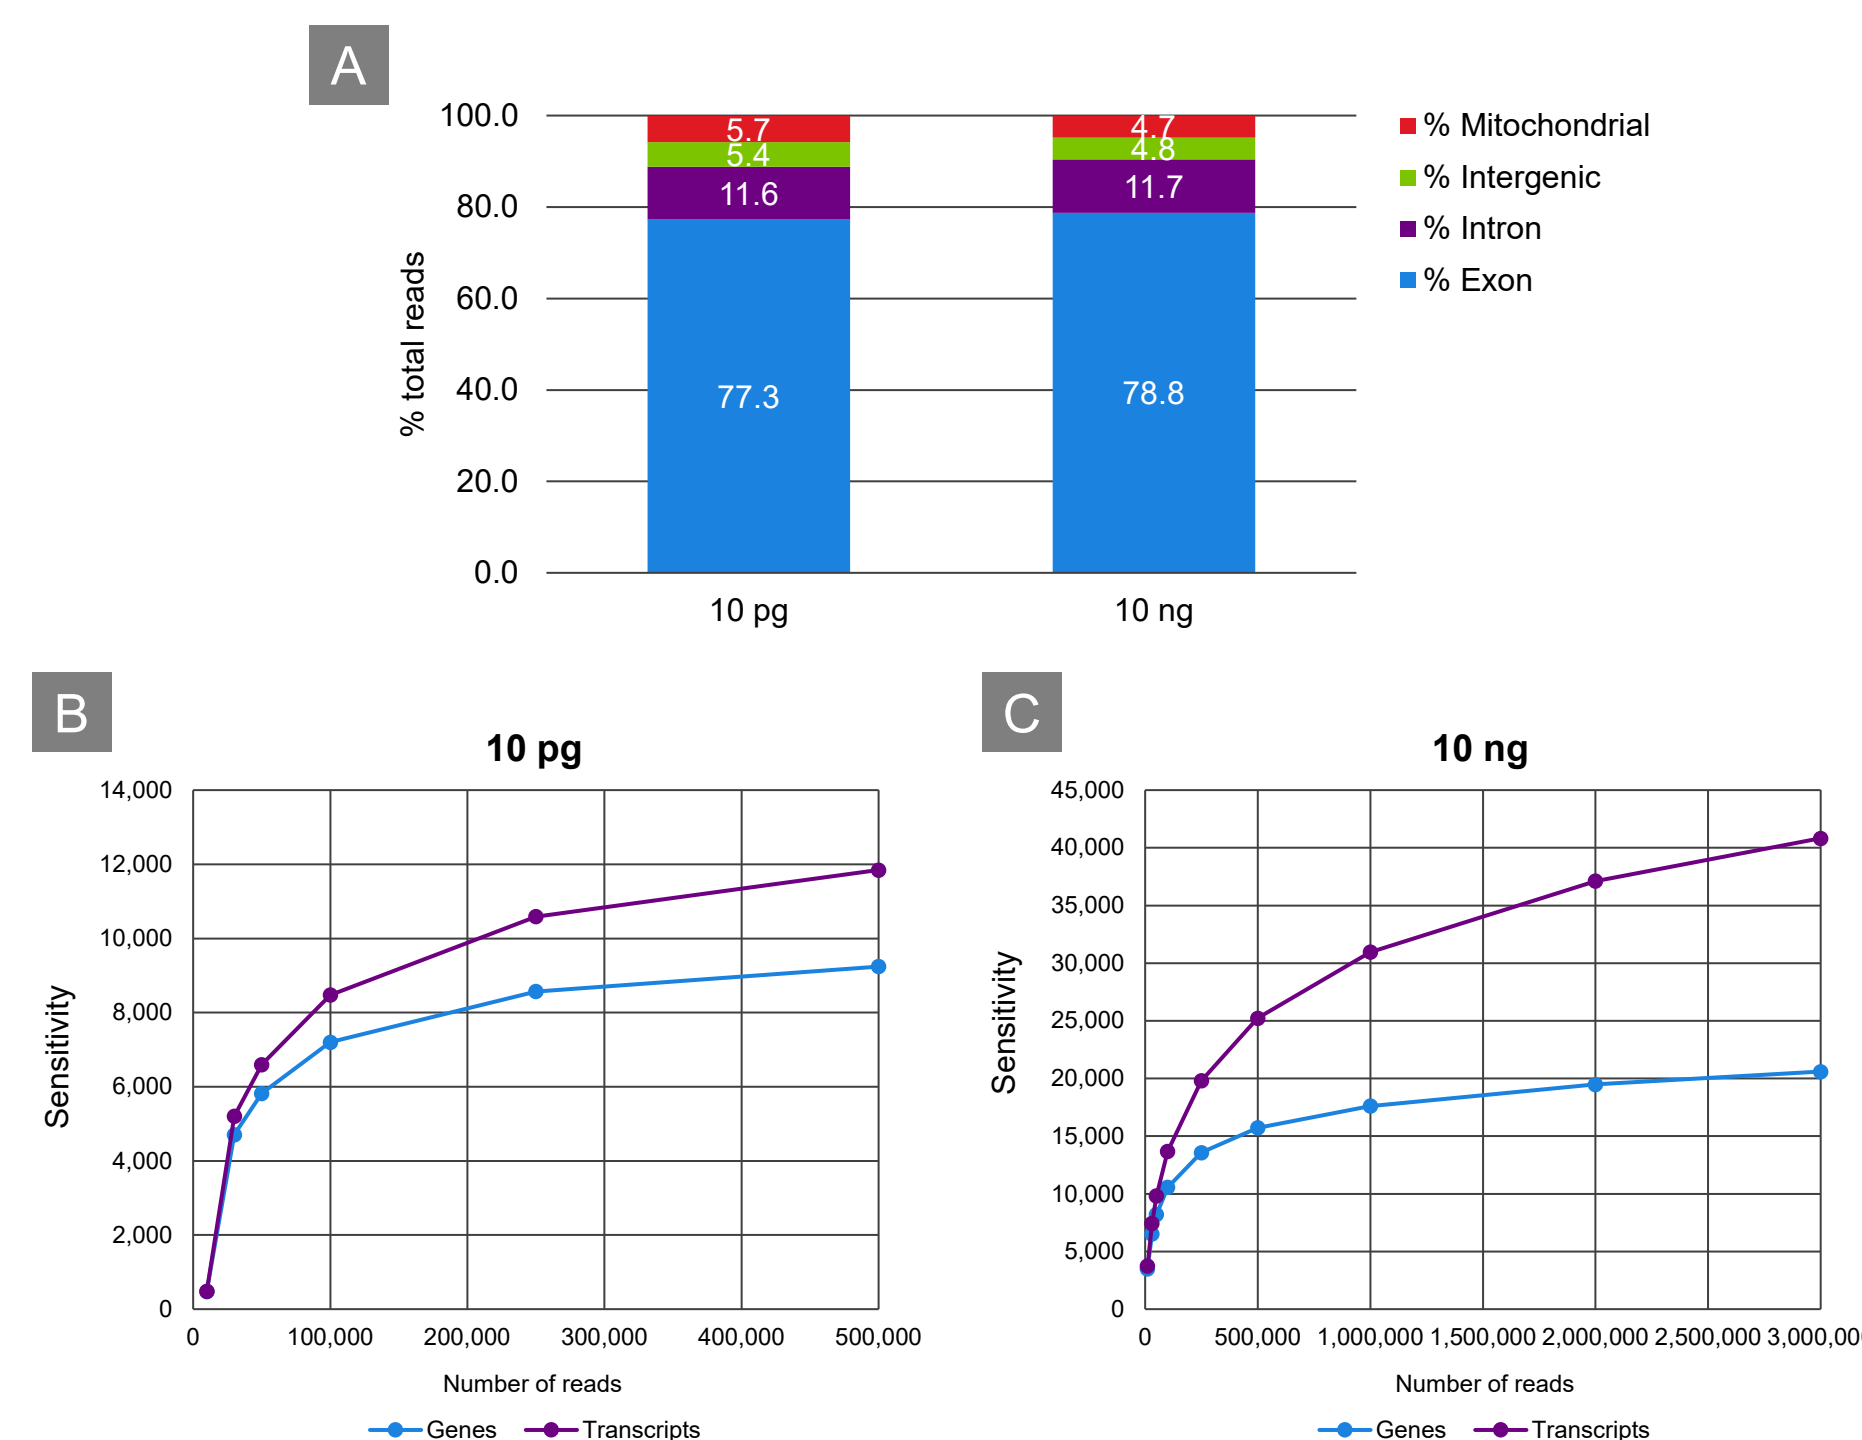 A
100.0
80.0
60.0
40.0
20.0
0.0
% total reads
5.7
5.4
11.6
77.3
4.7
4.8
11.7
78.8
10 pg
10 ng
% Mitochondrial
% Intergenic
% Intron
% Exon
B
10 pg
14,000
12,000
10,000
8,000
6,000
4,000
2,000
0
Sensitivity
0 100,000 200,000 300,000 400,000 500,000
Number of reads
Genes Transcripts
C
10 ng
45,000
40,000
35,000
30,000
25,000
20,000
15,000
10,000
5,000
0
Sensitivity
0 500,000 1,000,000 1,500,000 2,000,000 2,500,000 3,000,00
Number of reads
Genes Transcripts